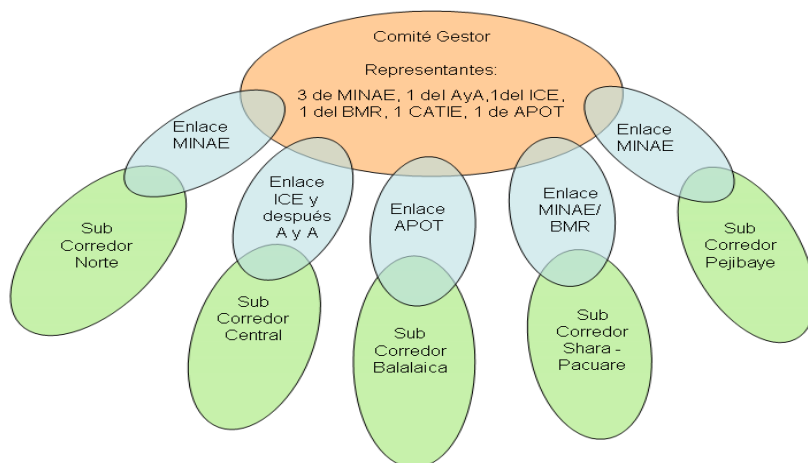 Comité Gestor
Representantes:
3 de MINAE, 1 del AyA,1del ICE,
1 del BMR, 1 CATIE, 1 de APOT
Enlace
MINAE
Enlace
ICE y
después
A y A
Enlace
APOT
Enlace
MINAE/
BMR
Enlace
MINAE
Sub
Corredor
Norte
Sub
Corredor
Central
Sub
Corredor
Balalaica
Sub
Corredor
Shara -
Pacuare
Sub
Corredor
Pejibaye